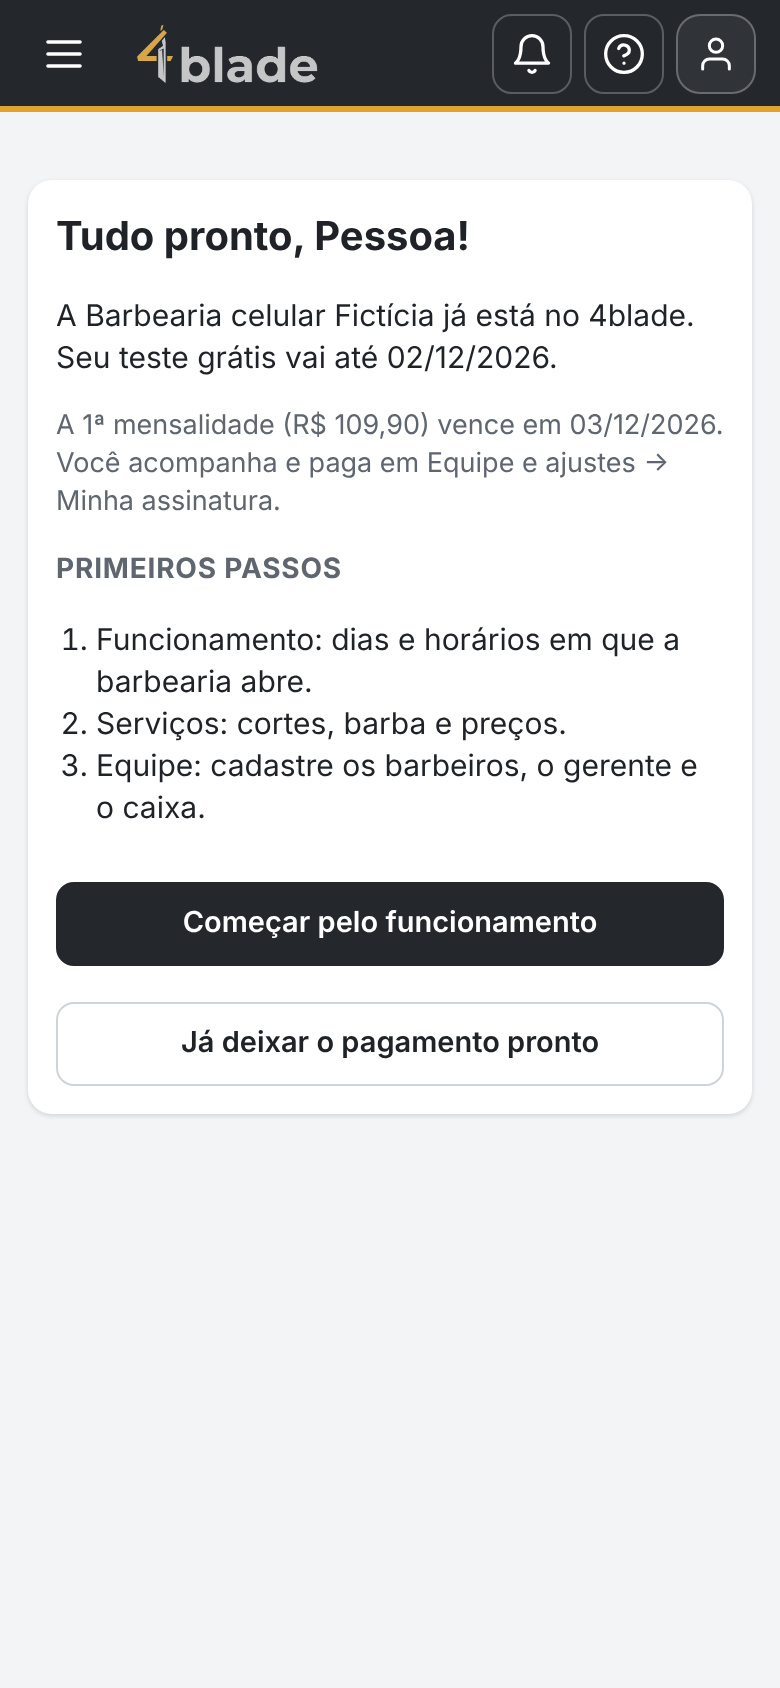 4blade
Tudo pronto, Pessoa!
A Barbearia celular Fictícia já está no 4blade.
Seu teste grátis vai até 02/12/2026.
A 1ª mensalidade (R$ 109,90) vence em 03/12/2026.
Você acompanha e paga em Equipe e ajustes →
Minha assinatura.
PRIMEIROS PASSOS
1. Funcionamento: dias e horários em que a
barbearia abre.
2. Serviços: cortes, barba e preços.
3. Equipe: cadastre os barbeiros, o gerente e
o caixa.
Começar pelo funcionamento
Já deixar o pagamento pronto